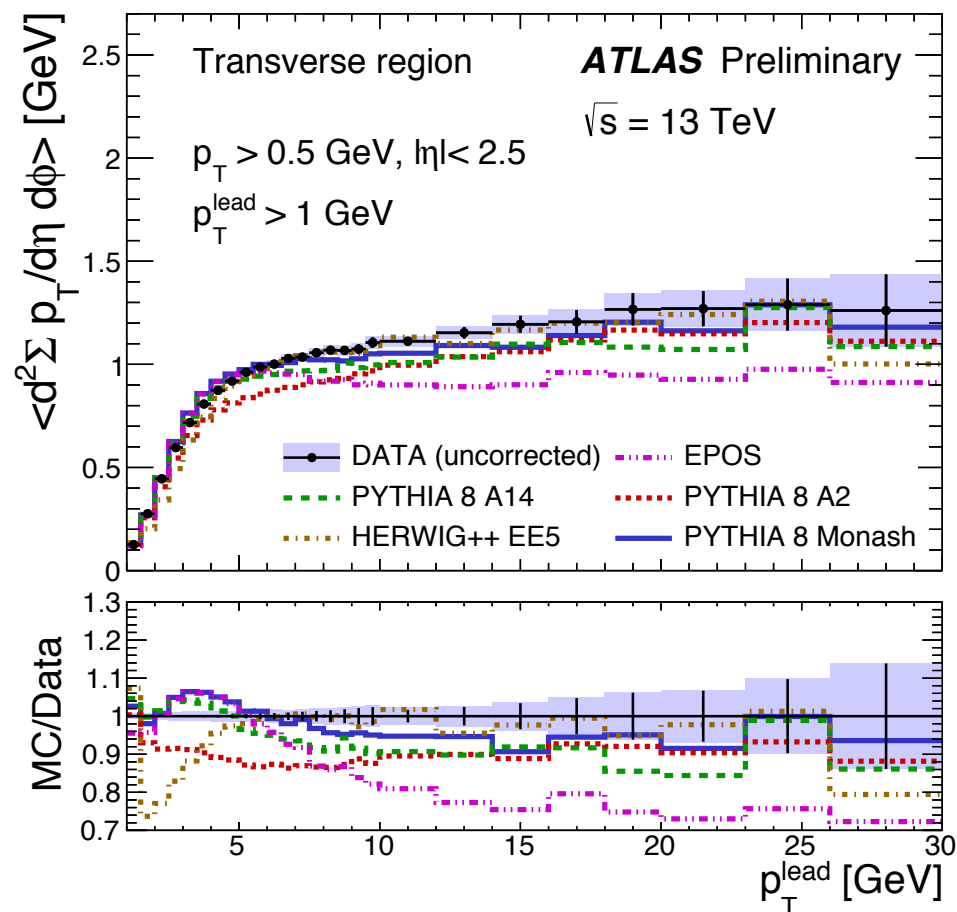 <d²Σ p_T/dη dϕ> [GeV]
2.5
2
1.5
1
0.5
0
Transverse region
ATLAS Preliminary
√s = 13 TeV
p_T > 0.5 GeV, |η|< 2.5
p_T^lead > 1 GeV
DATA (uncorrected)
EPOS
PYTHIA 8 A14
PYTHIA 8 A2
HERWIG++ EE5
PYTHIA 8 Monash
MC/Data
1.3
1.2
1.1
1
0.9
0.8
0.7
5 10 15 20 25 30
p_T^lead [GeV]